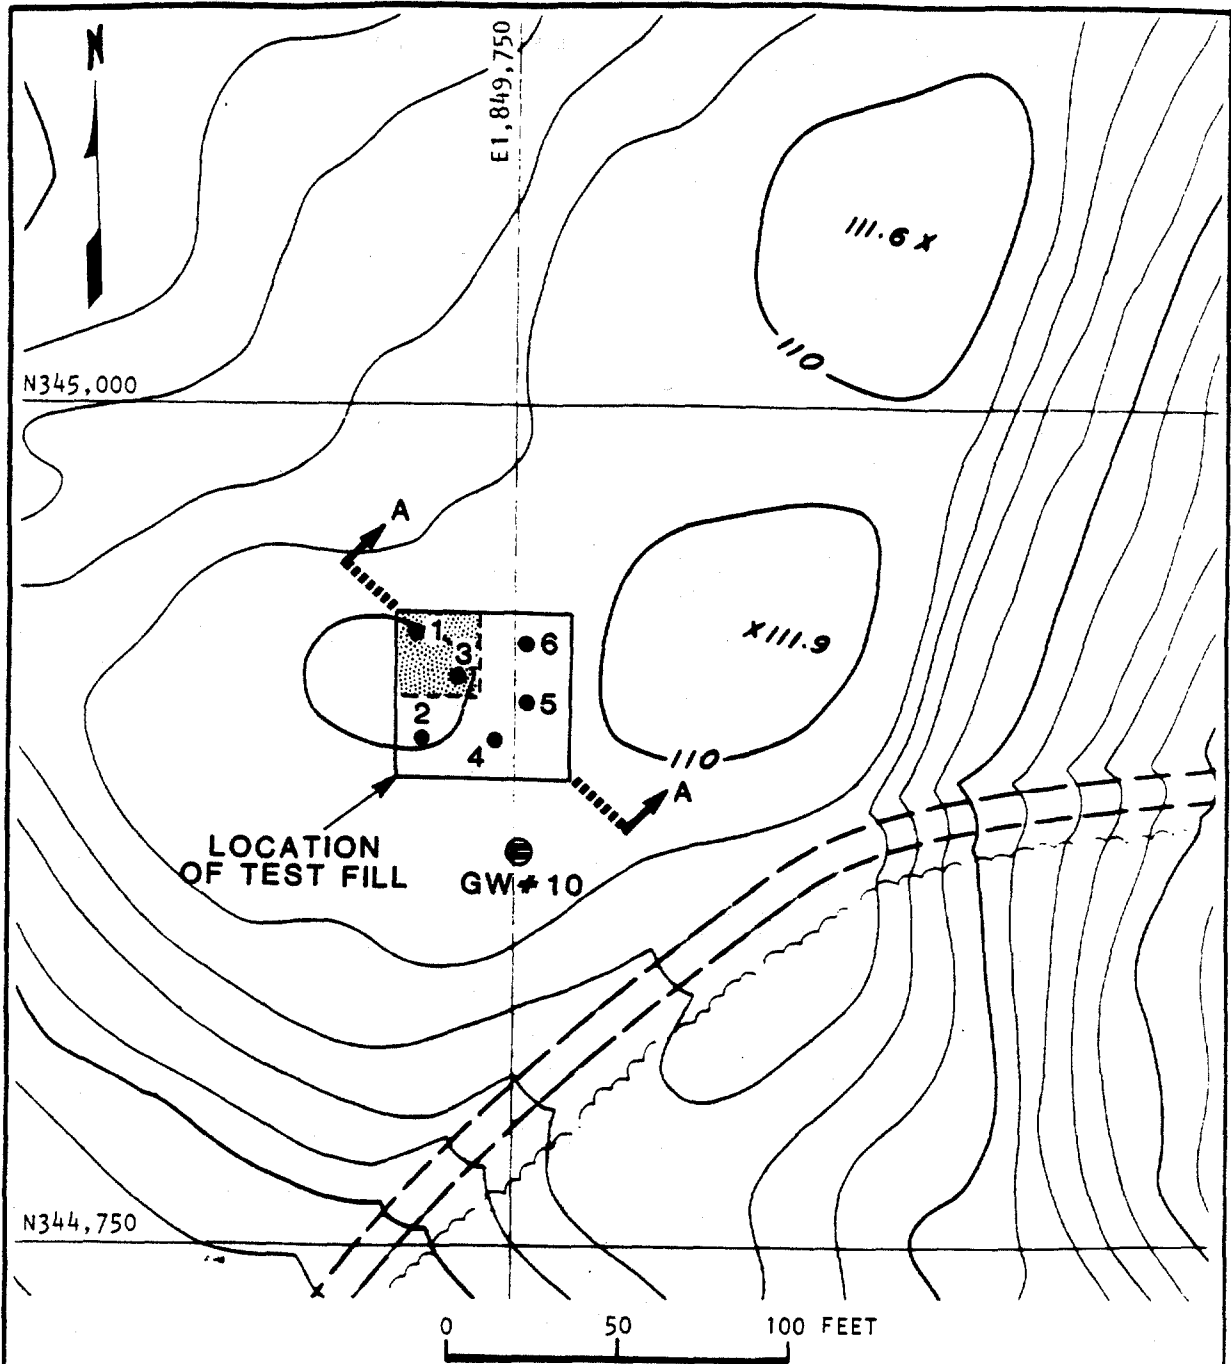 N
E1,849,750
111.6 X
110
N345,000
A
1
6
3
X 111.9
5
2
4
110
A
LOCATION
OF TEST FILL
GW# 10
N344,750
0 50 100 FEET